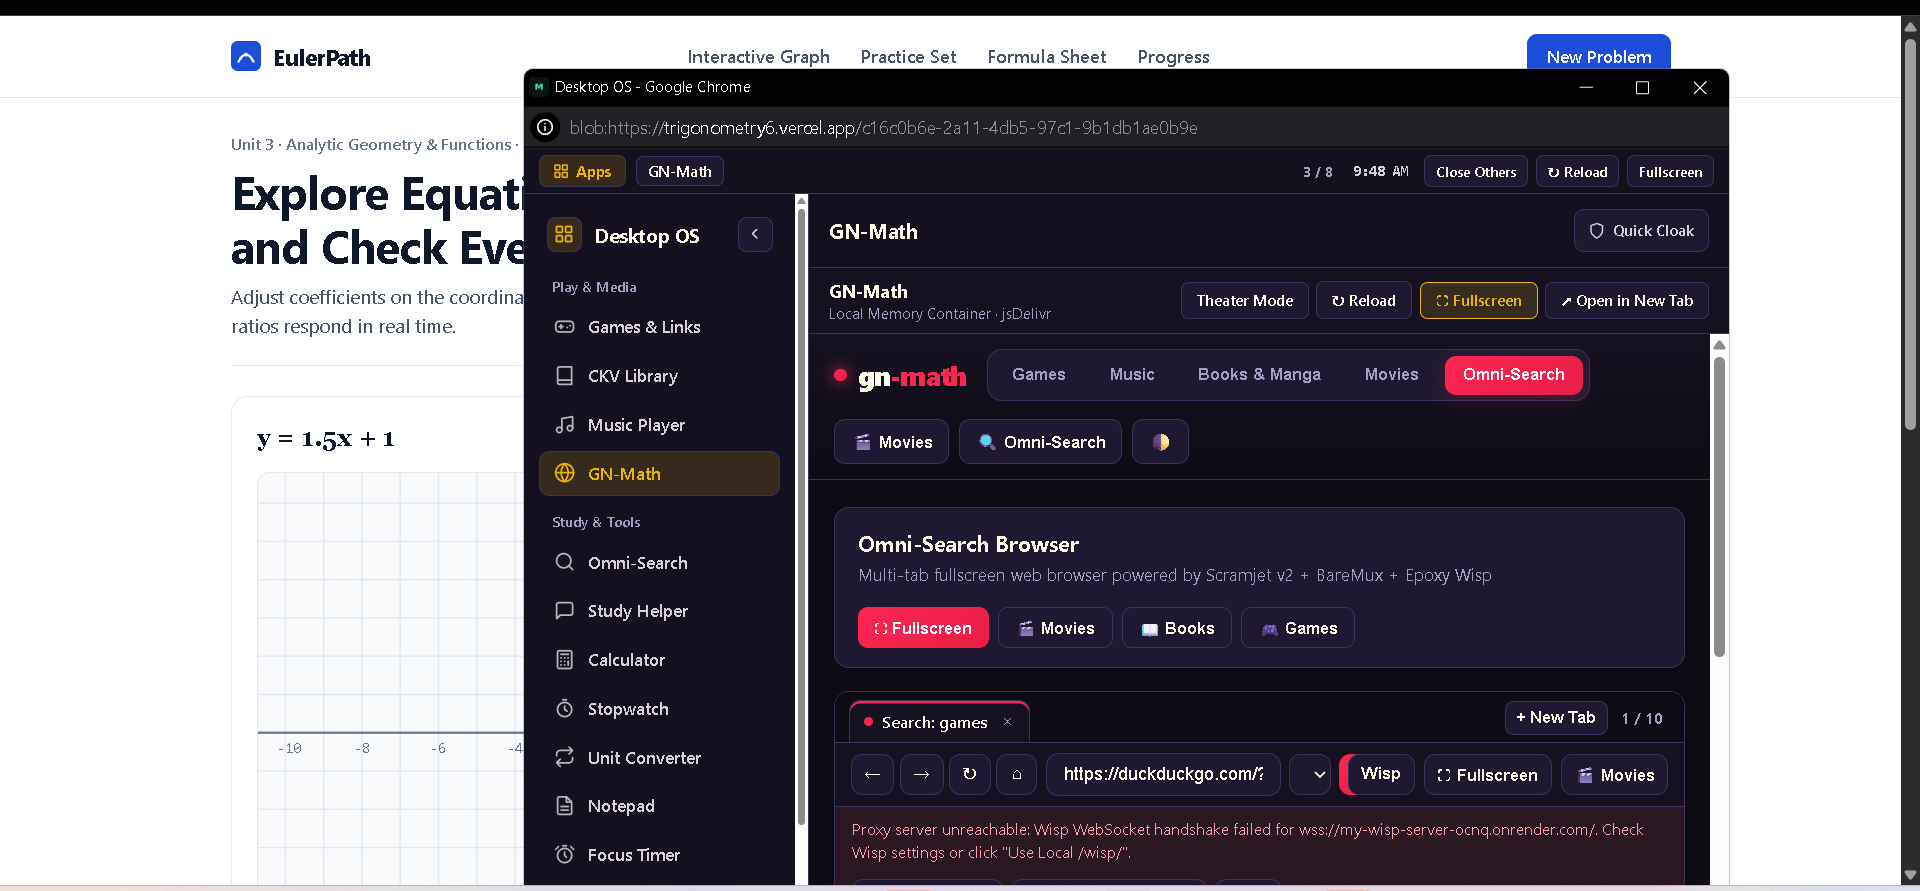 EulerPath
Interactive Graph
Practice Set
Formula Sheet
Progress
New Problem
Unit 3 · Analytic Geometry & Functions ·
Explore Equati
and Check Eve
Adjust coefficients on the coordina
ratios respond in real time.
y = 1.5x + 1
-10
-8
-6
-4
Desktop OS - Google Chrome
blob:https://trigonometry6.vercel.app/c16c0b6e-2a11-4db5-97c1-9b1db1ae0b9e
Apps
GN-Math
3 / 8
9:48 AM
Close Others
↻ Reload
Fullscreen
Desktop OS
Play & Media
Games & Links
CKV Library
Music Player
GN-Math
Study & Tools
Omni-Search
Study Helper
Calculator
Stopwatch
Unit Converter
Notepad
Focus Timer
GN-Math
Quick Cloak
GN-Math
Local Memory Container · jsDelivr
Theater Mode
↻ Reload
⛶ Fullscreen
↗ Open in New Tab
gn-math
Games
Music
Books & Manga
Movies
Omni-Search
🎬 Movies
🔍 Omni-Search
🌗
Omni-Search Browser
Multi-tab fullscreen web browser powered by Scramjet v2 + BareMux + Epoxy Wisp
⛶ Fullscreen
🎬 Movies
📖 Books
🎮 Games
Search: games ×
+ New Tab
1 / 10
← → ↻ ⌂
https://duckduckgo.com/?
Wisp
⛶ Fullscreen
🎬 Movies
Proxy server unreachable: Wisp WebSocket handshake failed for wss://my-wisp-server-ocnq.onrender.com/. Check
Wisp settings or click "Use Local /wisp/".